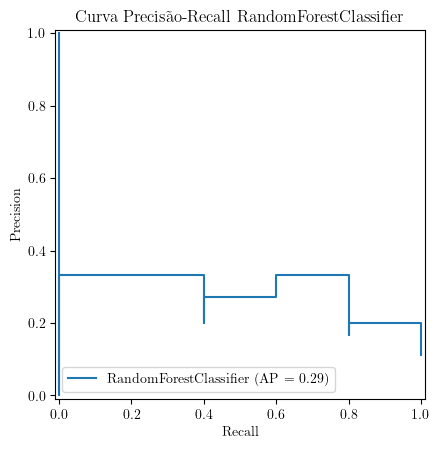 Curva Precisão-Recall RandomForestClassifier
1.0
0.8
0.6
0.4
0.2
0.0
Precision
RandomForestClassifier (AP = 0.29)
0.0 0.2 0.4 0.6 0.8 1.0
Recall